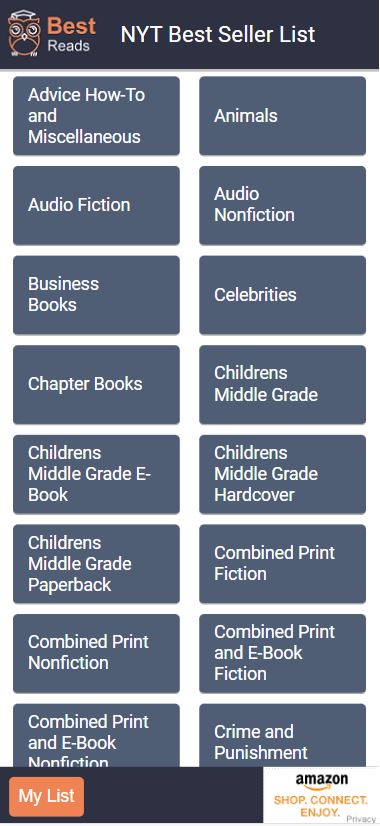 Best
Reads
NYT Best Seller List
Advice How-To
and
Miscellaneous
Animals
Audio Fiction
Audio
Nonfiction
Business
Books
Celebrities
Chapter Books
Childrens
Middle Grade
Childrens
Middle Grade E-
Book
Childrens
Middle Grade
Hardcover
Childrens
Middle Grade
Paperback
Combined Print
Fiction
Combined Print
Nonfiction
Combined Print
and E-Book
Fiction
Combined Print
and E-Book
Nonfiction
Crime and
Punishment
My List
amazon
SHOP. CONNECT.
ENJOY.
Privacy